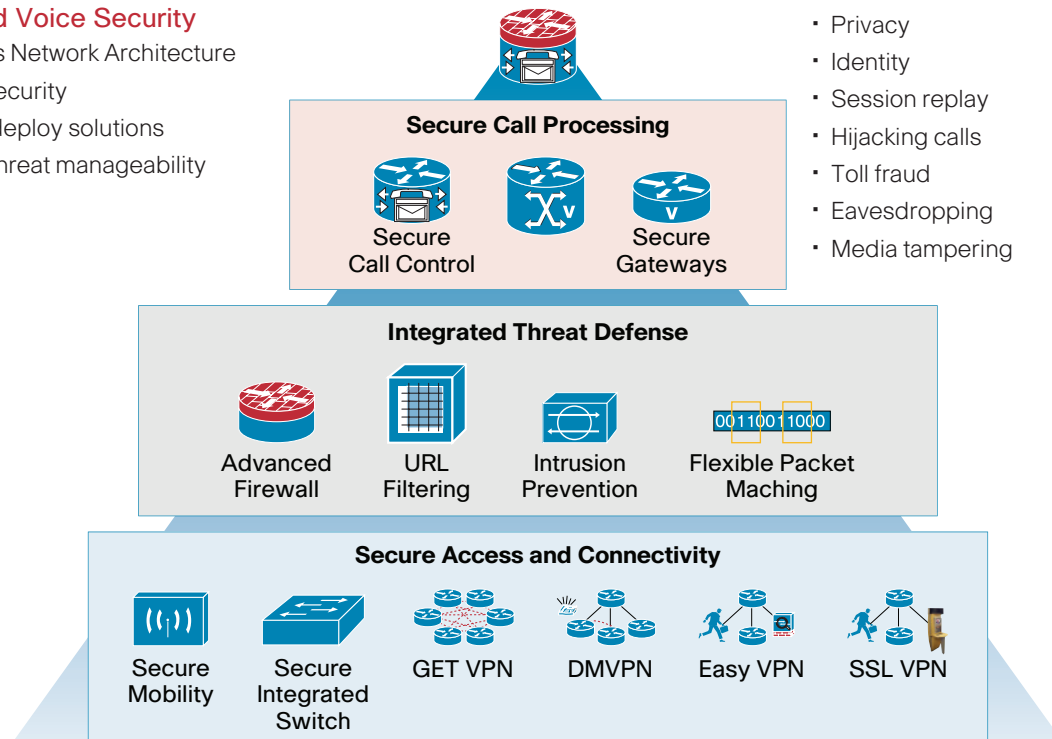 d Voice Security
s Network Architecture
ecurity
deploy solutions
hreat manageability
· Privacy
· Identity
· Session replay
· Hijacking calls
· Toll fraud
· Eavesdropping
· Media tampering
Secure Call Processing
V
V
Secure
Call Control
Secure
Gateways
Integrated Threat Defense
00110011000
Advanced
Firewall
URL
Filtering
Intrusion
Prevention
Flexible Packet
Maching
Secure Access and Connectivity
Secure
Mobility
Secure
Integrated
Switch
GET VPN
DMVPN
Easy VPN
SSL VPN